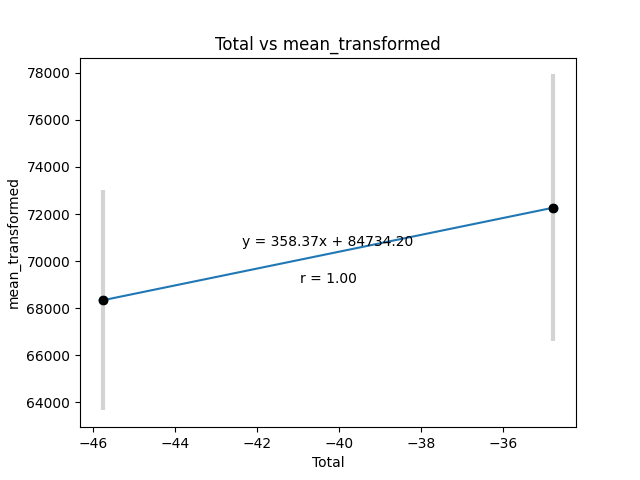 Total vs mean_transformed
78000
76000
74000
72000
70000
68000
66000
64000
mean_transformed
y = 358.37x + 84734.20
r = 1.00
−46
−44
−42
−40
−38
−36
Total